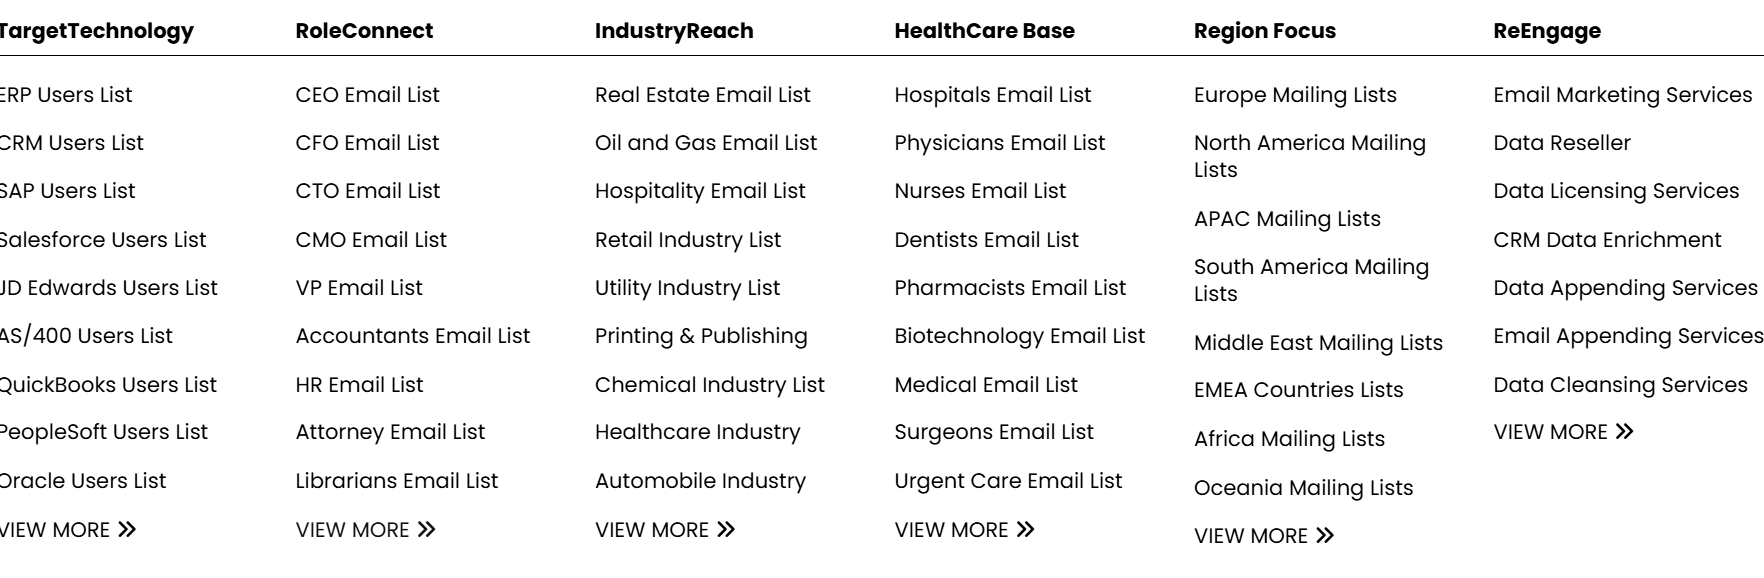 TargetTechnology
ERP Users List
CRM Users List
SAP Users List
Salesforce Users List
JD Edwards Users List
AS/400 Users List
QuickBooks Users List
PeopleSoft Users List
Oracle Users List
VIEW MORE »
RoleConnect
CEO Email List
CFO Email List
CTO Email List
CMO Email List
VP Email List
Accountants Email List
HR Email List
Attorney Email List
Librarians Email List
VIEW MORE »
IndustryReach
Real Estate Email List
Oil and Gas Email List
Hospitality Email List
Retail Industry List
Utility Industry List
Printing & Publishing
Chemical Industry List
Healthcare Industry
Automobile Industry
VIEW MORE »
HealthCare Base
Hospitals Email List
Physicians Email List
Nurses Email List
Dentists Email List
Pharmacists Email List
Biotechnology Email List
Medical Email List
Surgeons Email List
Urgent Care Email List
VIEW MORE »
Region Focus
Europe Mailing Lists
North America Mailing
Lists
APAC Mailing Lists
South America Mailing
Lists
Middle East Mailing Lists
EMEA Countries Lists
Africa Mailing Lists
Oceania Mailing Lists
VIEW MORE »
ReEngage
Email Marketing Services
Data Reseller
Data Licensing Services
CRM Data Enrichment
Data Appending Services
Email Appending Services
Data Cleansing Services
VIEW MORE »